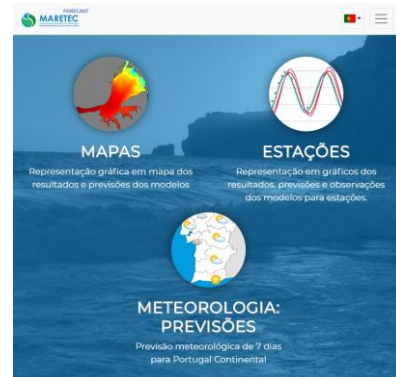 FORECAST
MARETEC
MAPAS
Representação gráfica em mapa dos
resultados e previsões dos modelos
ESTAÇÕES
Representação em gráficos dos
resultados, previsões e observações
dos modelos para estações.
METEOROLOGIA:
PREVISÕES
Previsão meteorológica de 7 dias
para Portugal Continental